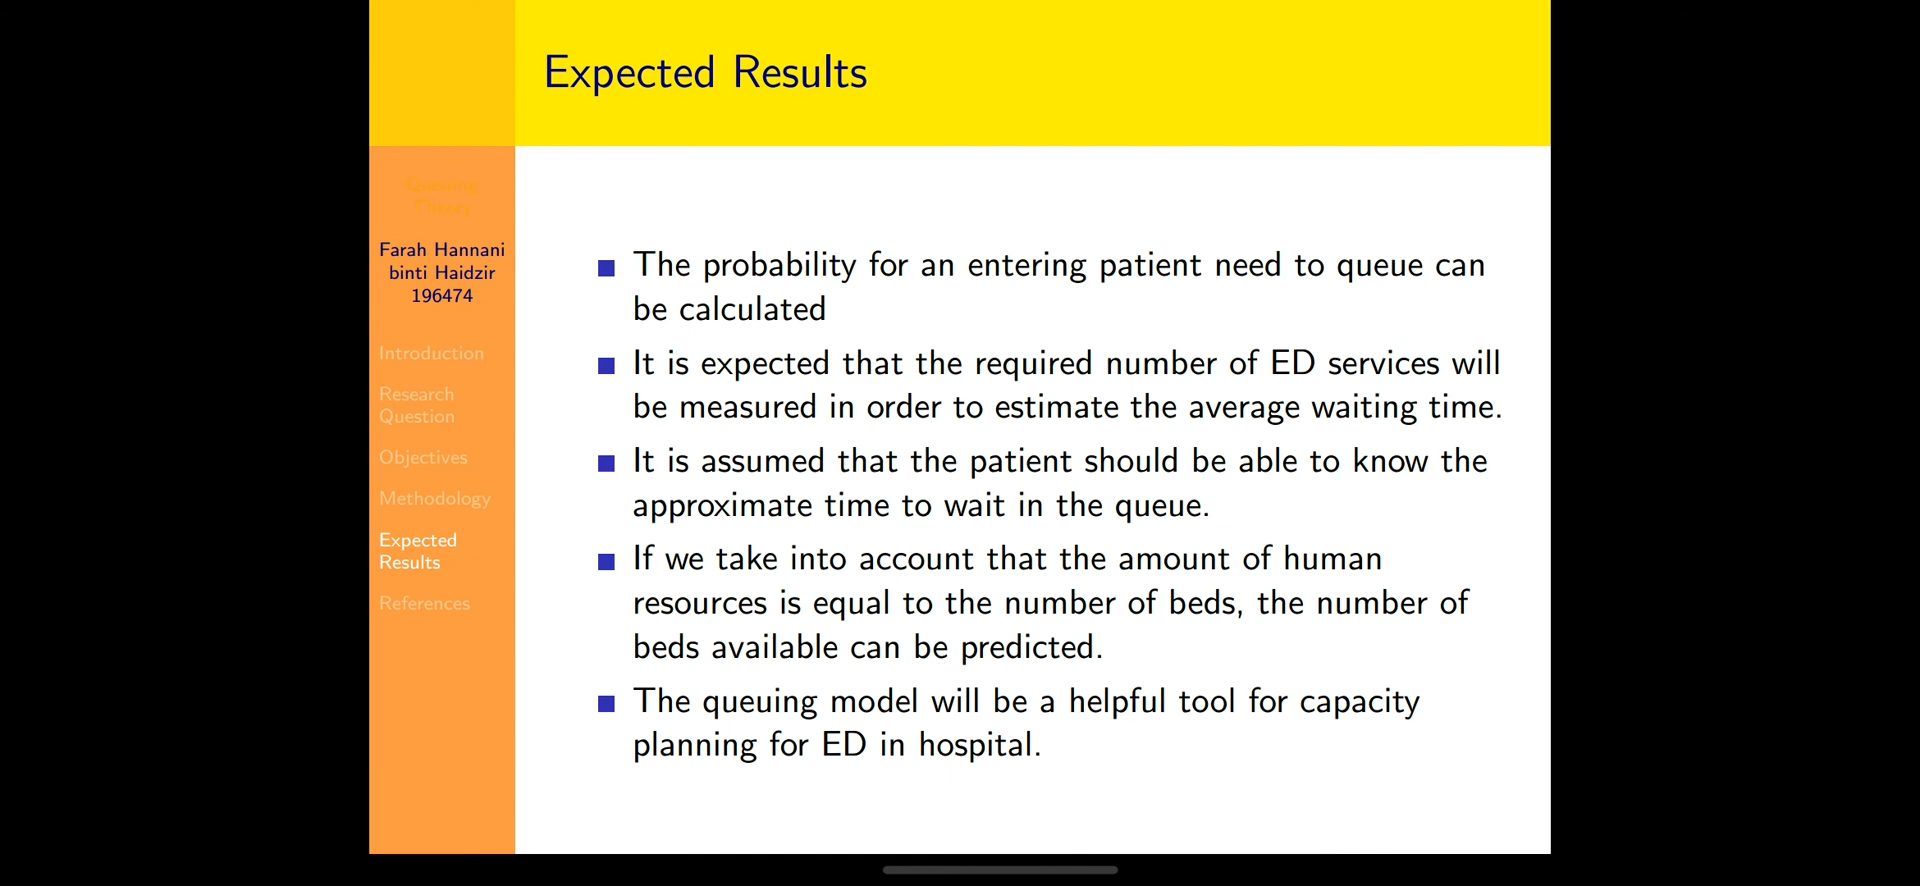 Expected Results
Queuing
Theory
Farah Hannani
binti Haidzir
196474
Introduction
Research
Question
Objectives
Methodology
Expected
Results
References
The probability for an entering patient need to queue can
be calculated
It is expected that the required number of ED services will
be measured in order to estimate the average waiting time.
It is assumed that the patient should be able to know the
approximate time to wait in the queue.
If we take into account that the amount of human
resources is equal to the number of beds, the number of
beds available can be predicted.
The queuing model will be a helpful tool for capacity
planning for ED in hospital.